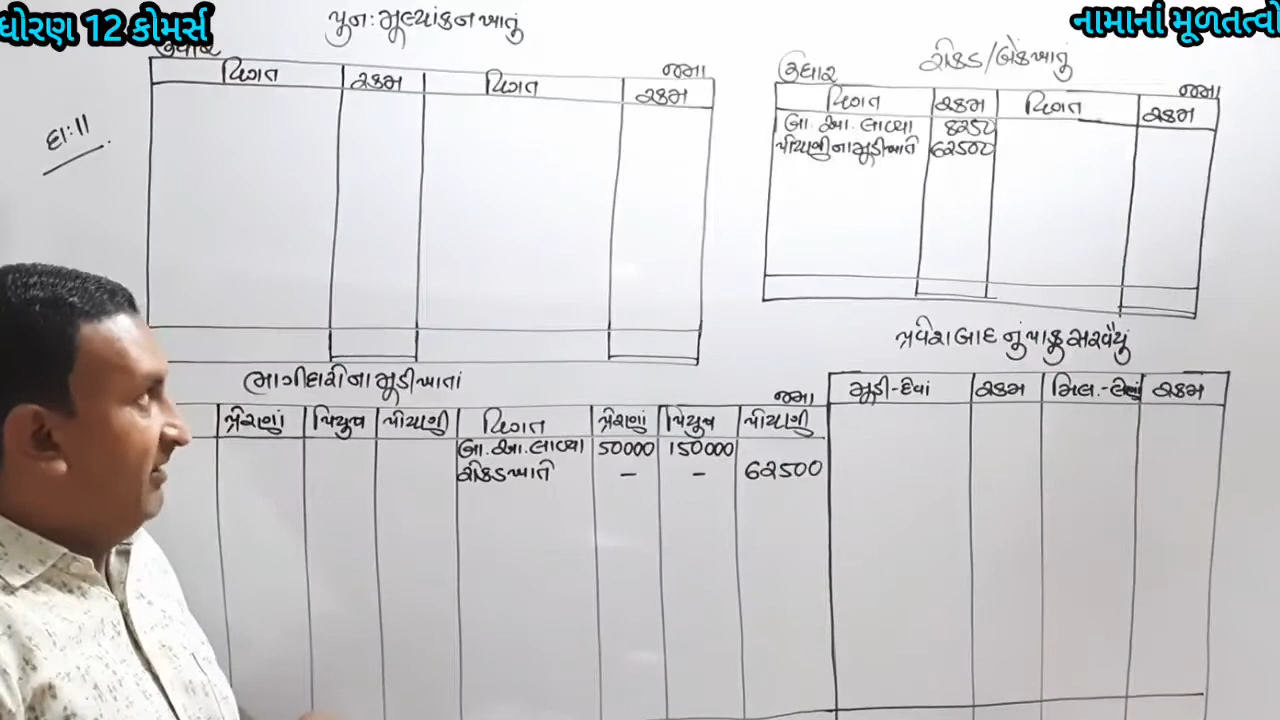 ધોરણ 12 કોમર્સ
નામાનાં મૂળતત્વો
પુનઃમૂલ્યાંકન ખાતું
ઉધાર
જમા
વિગત રકમ વિગત રકમ
દા:11
રોકડ/બેંક ખાતું
ઉધાર
જમા
વિગત રકમ વિગત રકમ
બા. આ. લાવ્યા 8250
પીયાગીના મૂડી ખાતે 62500
ભાગીદારોના મૂડી ખાતાં
જમા
પ્રેરણા પિયુષ વિગત પ્રેરણા પિયુષ
બા. આ. લાવ્યા 50000 150000
રોકડ ખાતે - - 62500
પ્રવેશ બાદ નું પાકુ સરવૈયું
મૂડી-દેવાં રકમ મિલ.-લેણાં રકમ